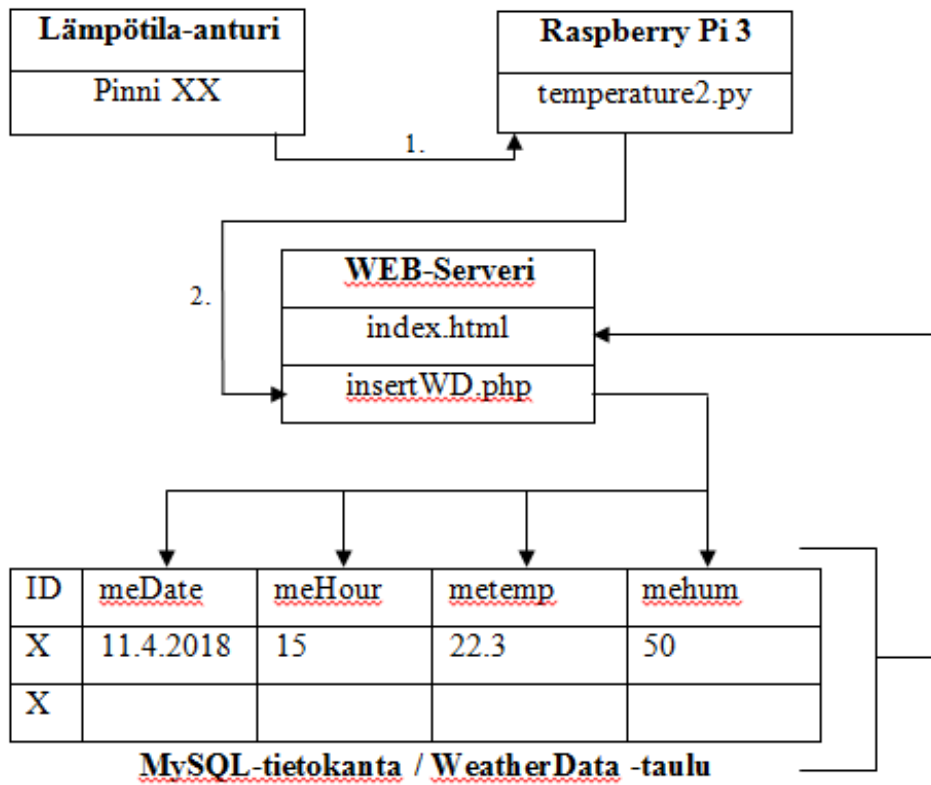 Lämpötila-anturi
Pinni XX
Raspberry Pi 3
temperature2.py
1.
2.
WEB-Serveri
index.html
insertWD.php
ID meDate meHour metemp mehum
X 11.4.2018 15 22.3 50
X
MySQL-tietokanta / WeatherData -taulu